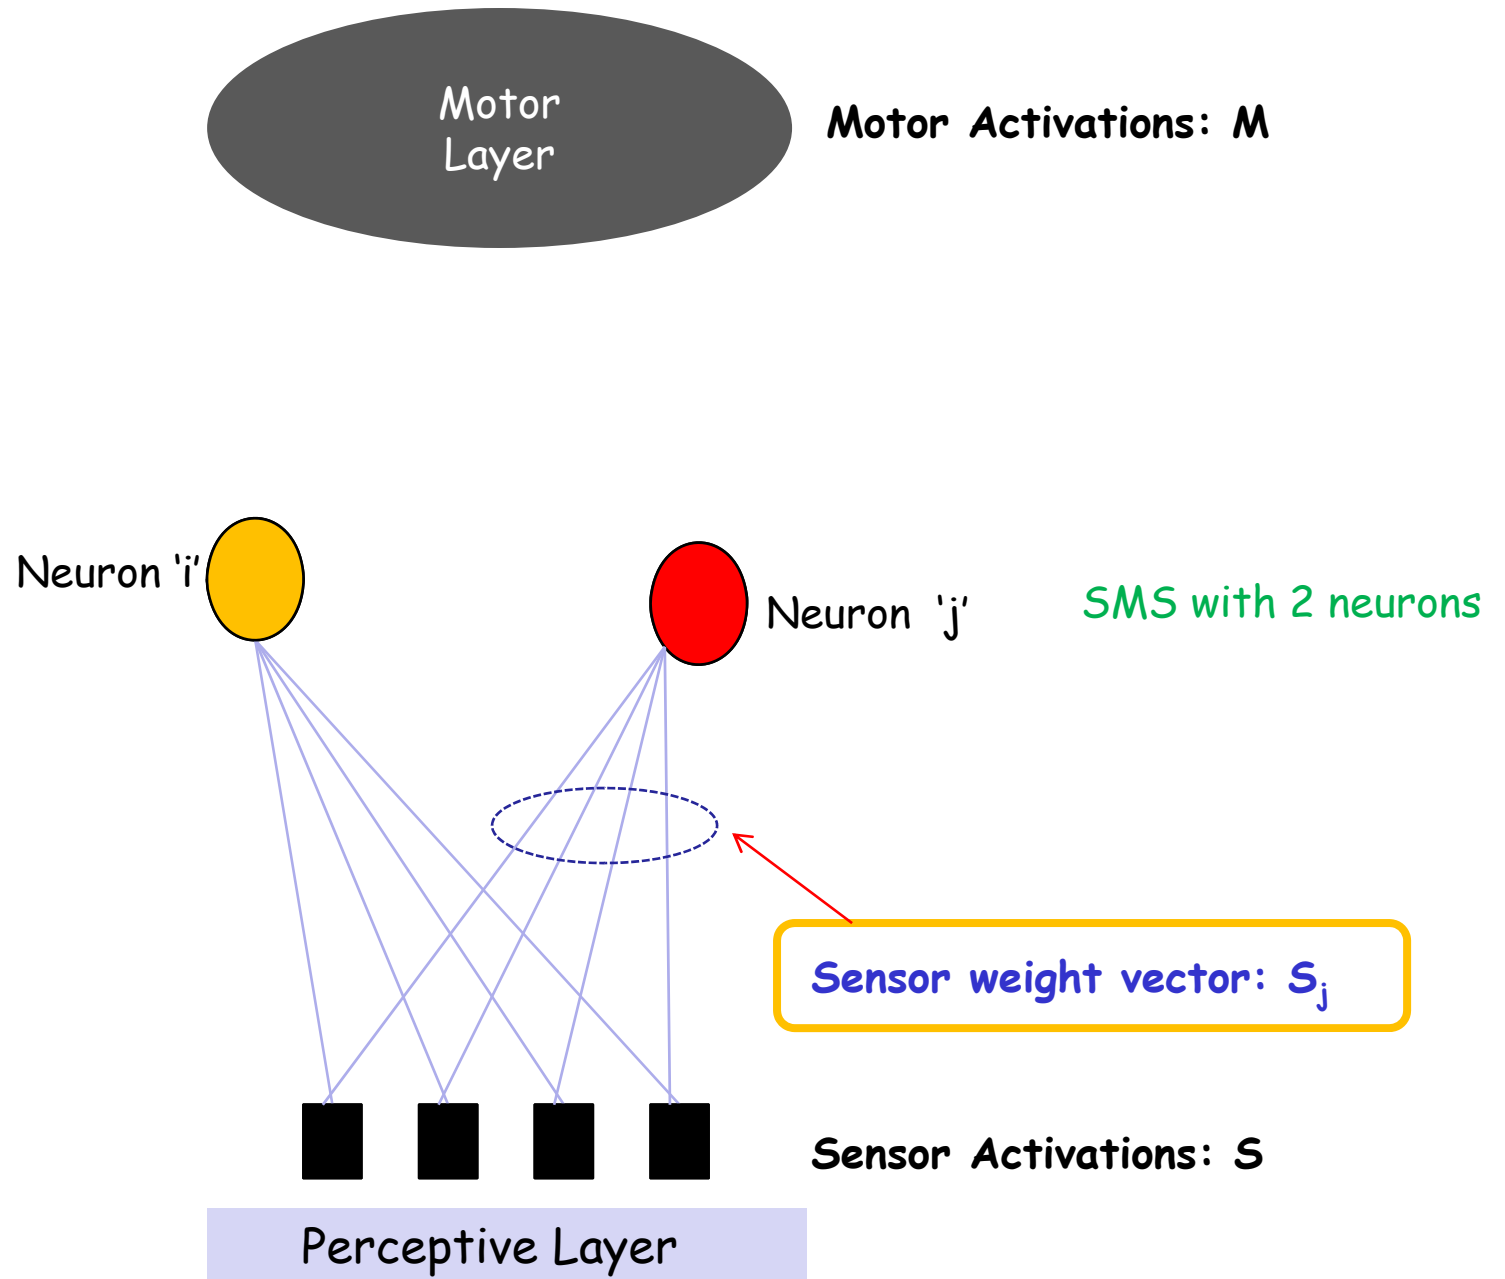 Motor
Layer
Motor Activations: M
Neuron ‘i’
Neuron ‘j’
SMS with 2 neurons
Sensor weight vector: Sj
Sensor Activations: S
Perceptive Layer